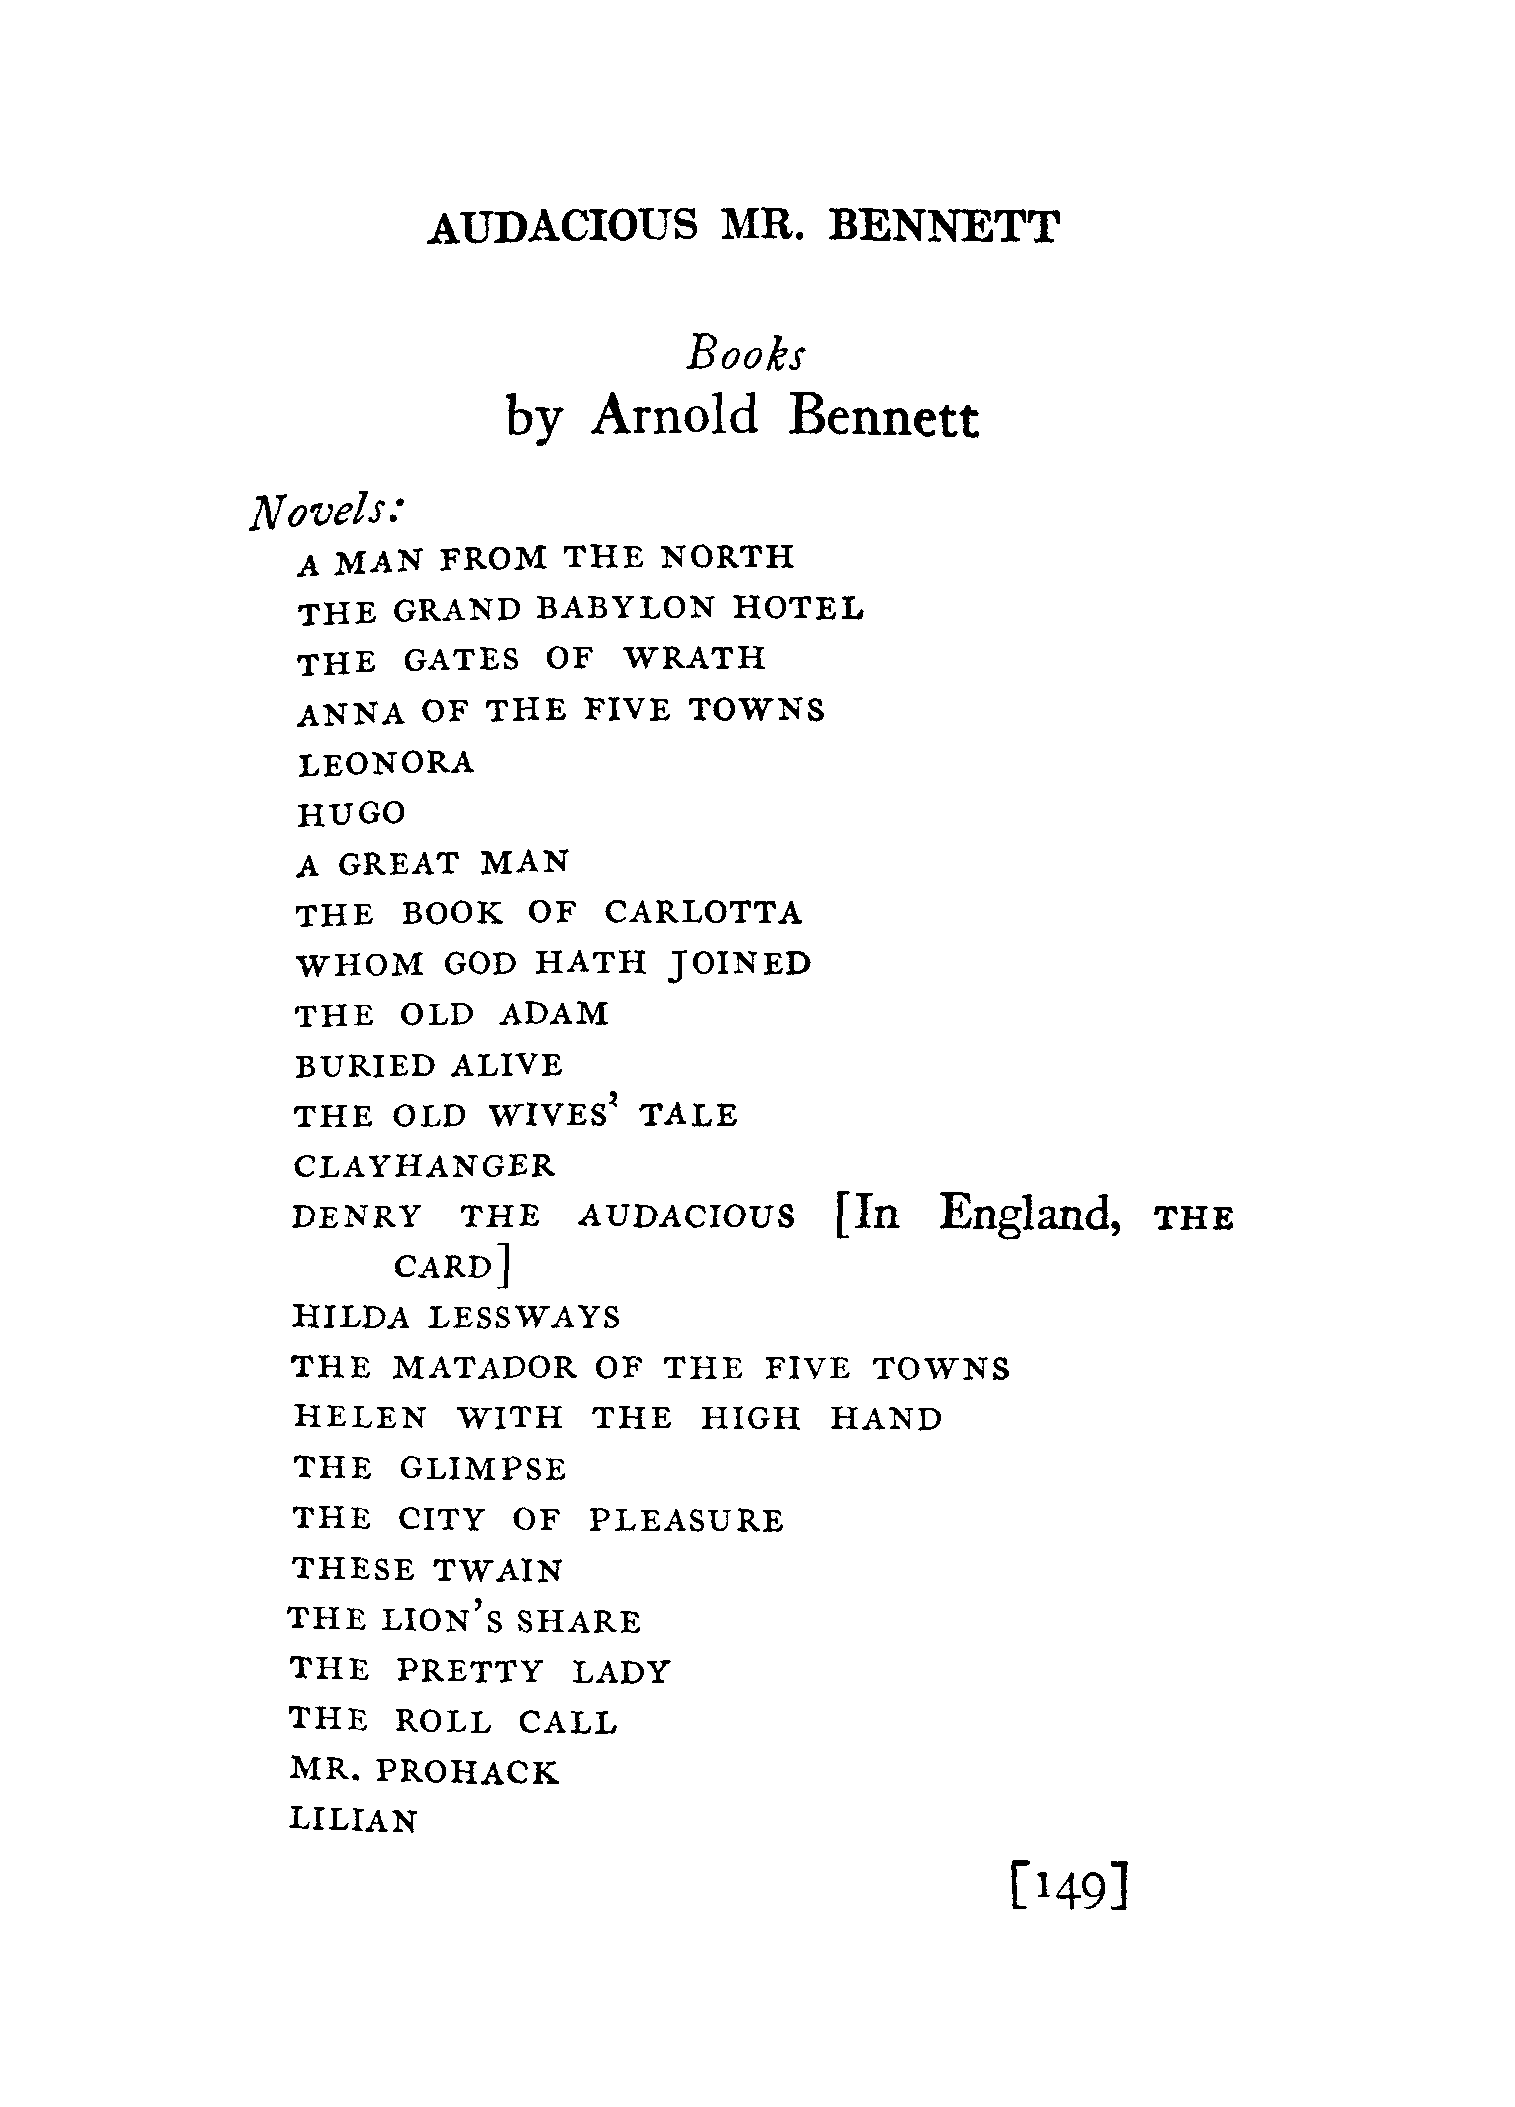 AUDACIOUS MR. BENNETT
Books
by Arnold Bennett
Novels:
A MAN FROM THE NORTH
THE GRAND BABYLON HOTEL
THE GATES OF WRATH
ANNA OF THE FIVE TOWNS
LEONORA
HUGO
A GREAT MAN
THE BOOK OF CARLOTTA
WHOM GOD HATH JOINED
THE OLD ADAM
BURIED ALIVE
THE OLD WIVES' TALE
CLAYHANGER
DENRY THE AUDACIOUS [In England, THE
CARD]
HILDA LESSWAYS
THE MATADOR OF THE FIVE TOWNS
HELEN WITH THE HIGH HAND
THE GLIMPSE
THE CITY OF PLEASURE
THESE TWAIN
THE LION'S SHARE
THE PRETTY LADY
THE ROLL CALL
MR. PROHACK
LILIAN
[149]